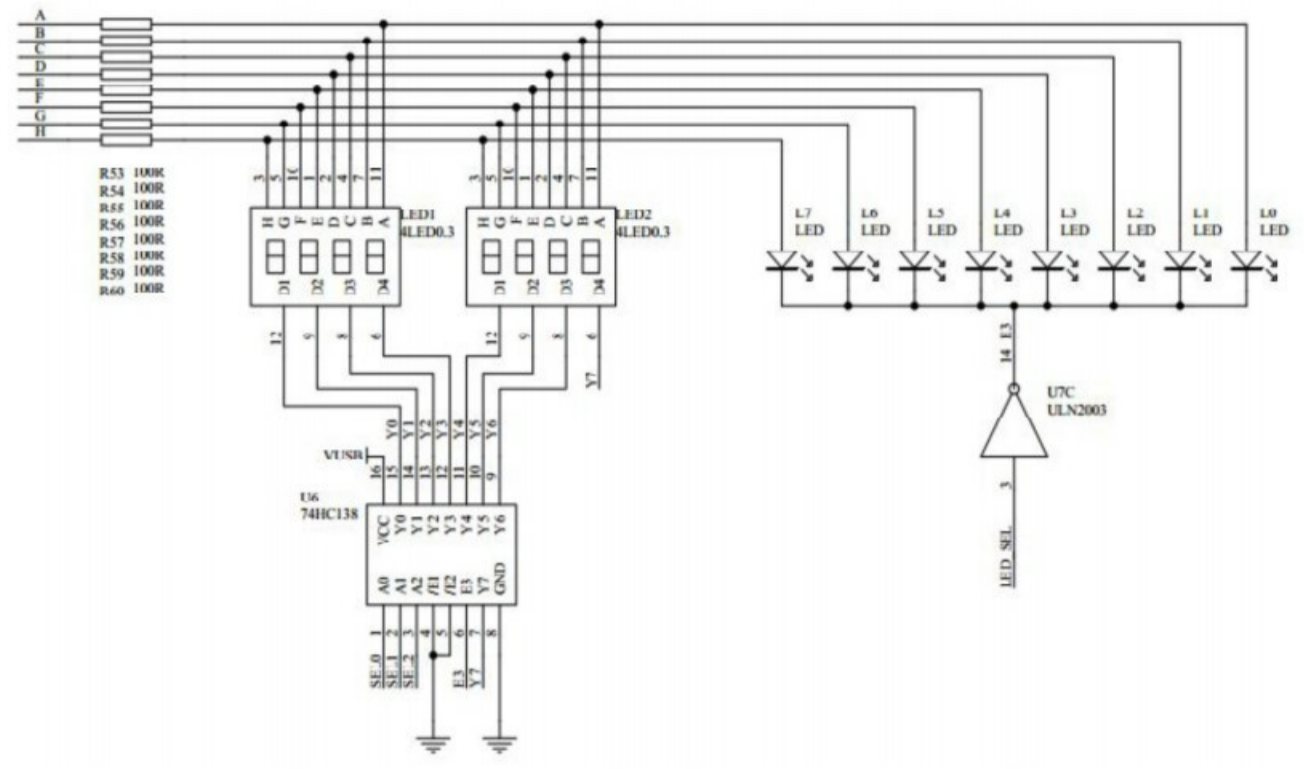 A
B
C
D
E
F
G
H
R53 100R
R54 100R
R55 100R
R56 100R
R57 100R
R58 100R
R59 100R
R60 100R
3 5 10 1 2 4 7 11
3 5 10 1 2 4 7 11
H G F E D C B A
LED1
4LED0.3
D1 D2 D3 D4
H G F E D C B A
LED2
4LED0.3
D1 D2 D3 D4
L7
LED
L6
LED
L5
LED
L4
LED
L3
LED
L2
LED
L1
LED
L0
LED
12 9 8 6
12 9 8 6
Y7
14 E3
U7C
ULN2003
3
LED_SEL
Y0 Y1 Y2 Y3 Y4 Y5 Y6
VUSB
16 15 14 13 12 11 10 9
U6
74HC138
VCC Y0 Y1 Y2 Y3 Y4 Y5 Y6
A0 A1 A2 /E1 /E2 E3 Y7 GND
1 2 3 4 5 6 7 8
SEL0 SEL1 SEL2 E3 Y7